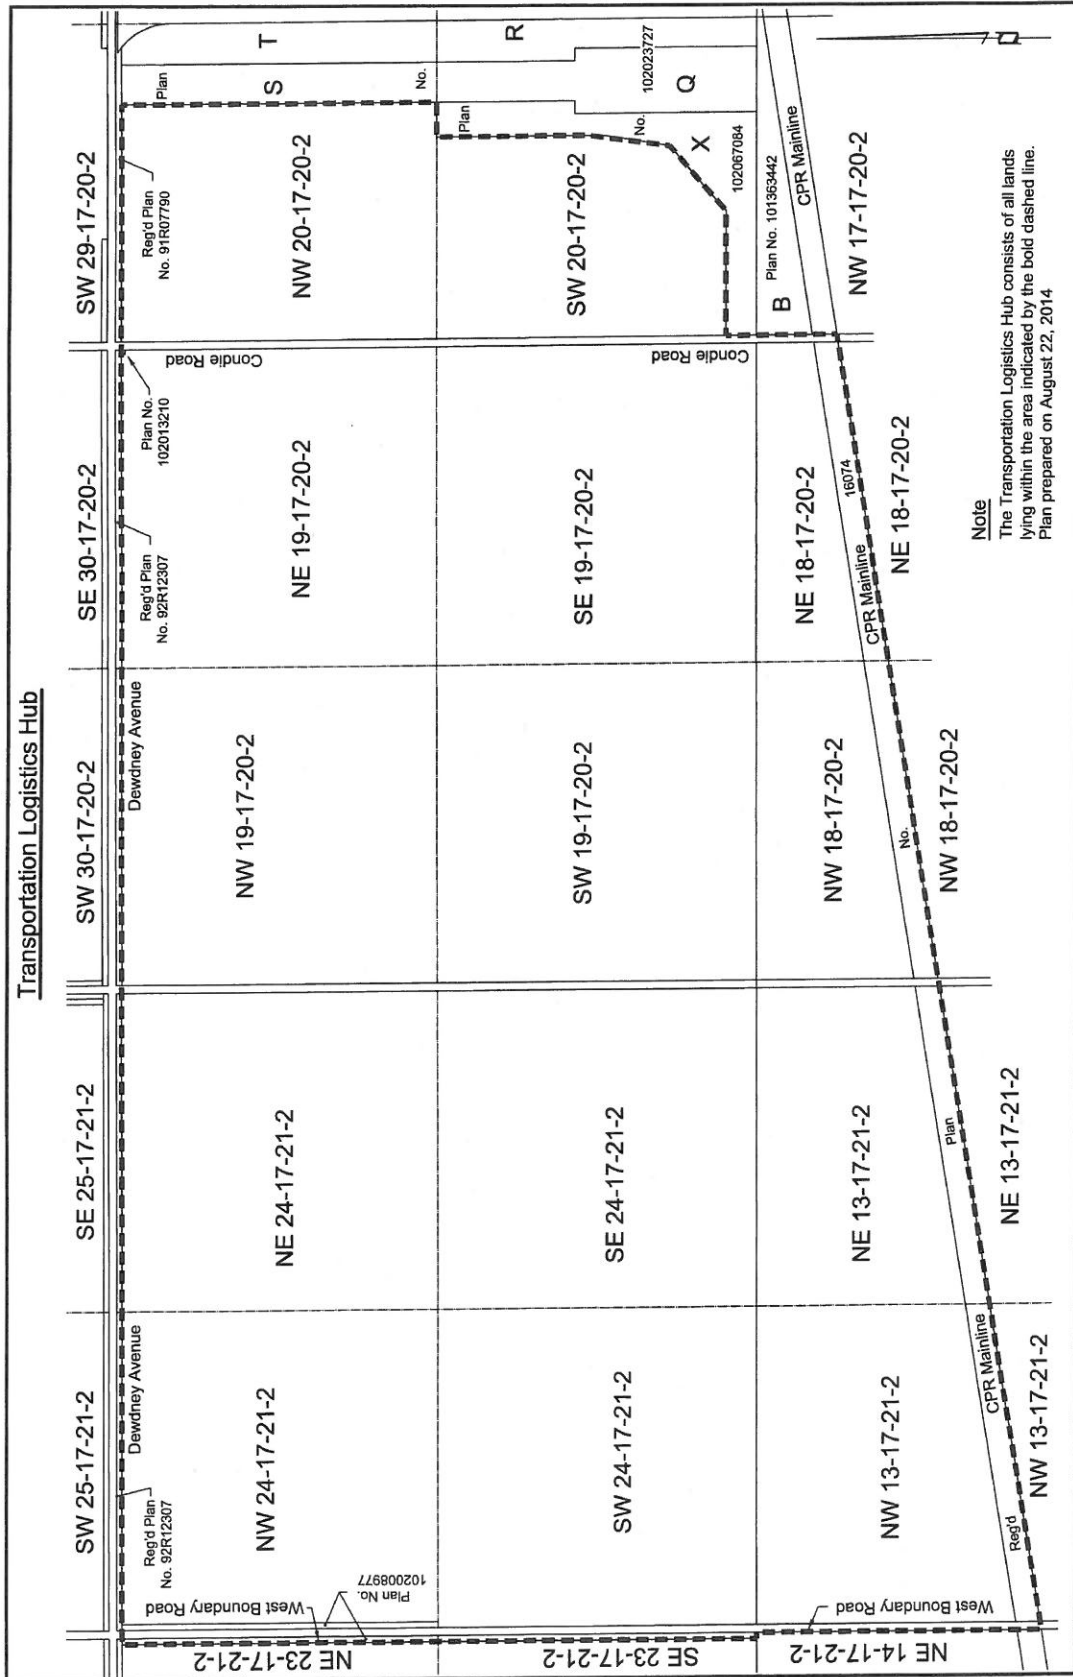 Transportation Logistics Hub
SW 25-17-21-2
SE 25-17-21-2
SW 30-17-20-2
SE 30-17-20-2
SW 29-17-20-2
Reg'd Plan
No. 92R12307
Dewdney Avenue
Dewdney Avenue
Reg'd Plan
No. 92R12307
Plan No.
102013210
Reg'd Plan
No. 91R07790
Plan
No.
S
T
NE 23-17-21-2
West Boundary Road
Plan No.
102008977
NW 24-17-21-2
NE 24-17-21-2
NW 19-17-20-2
NE 19-17-20-2
Condie Road
NW 20-17-20-2
SE 23-17-21-2
SW 24-17-21-2
SE 24-17-21-2
SW 19-17-20-2
SE 19-17-20-2
Condie Road
SW 20-17-20-2
Plan
No.
R
102023727
Q
X
102067084
NE 14-17-21-2
West Boundary Road
NW 13-17-21-2
NE 13-17-21-2
NW 18-17-20-2
NE 18-17-20-2
B
Plan No. 101363442
Reg'd
CPR Mainline
Plan
No.
CPR Mainline
16074
CPR Mainline
NW 13-17-21-2
NE 13-17-21-2
NW 18-17-20-2
NE 18-17-20-2
NW 17-17-20-2
Note
The Transportation Logistics Hub consists of all lands
lying within the area indicated by the bold dashed line.
Plan prepared on August 22, 2014